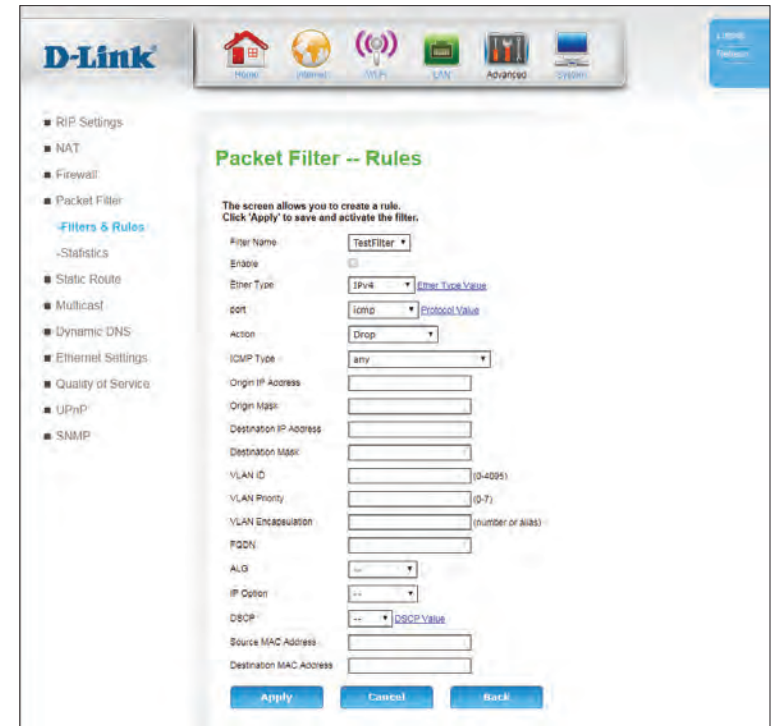 D-Link
Home
Internet
Wi-Fi
LAN
Advanced
System
RIP Settings
NAT
Firewall
Packet Filter
-Filters & Rules
-Statistics
Static Route
Multicast
Dynamic DNS
Ethernet Settings
Quality of Service
UPnP
SNMP
Packet Filter -- Rules
The screen allows you to create a rule.
Click 'Apply' to save and activate the filter.
Filter Name TestFilter
Enable
Ether Type IPv4 Ether Type Value
port icmp Protocol Value
Action Drop
ICMP Type any
Origin IP Address
Origin Mask
Destination IP Address
Destination Mask
VLAN ID (0-4095)
VLAN Priority (0-7)
VLAN Encapsulation (number or alias)
FQDN
ALG --
IP Option --
DSCP -- DSCP Value
Source MAC Address
Destination MAC Address
Apply Cancel Back